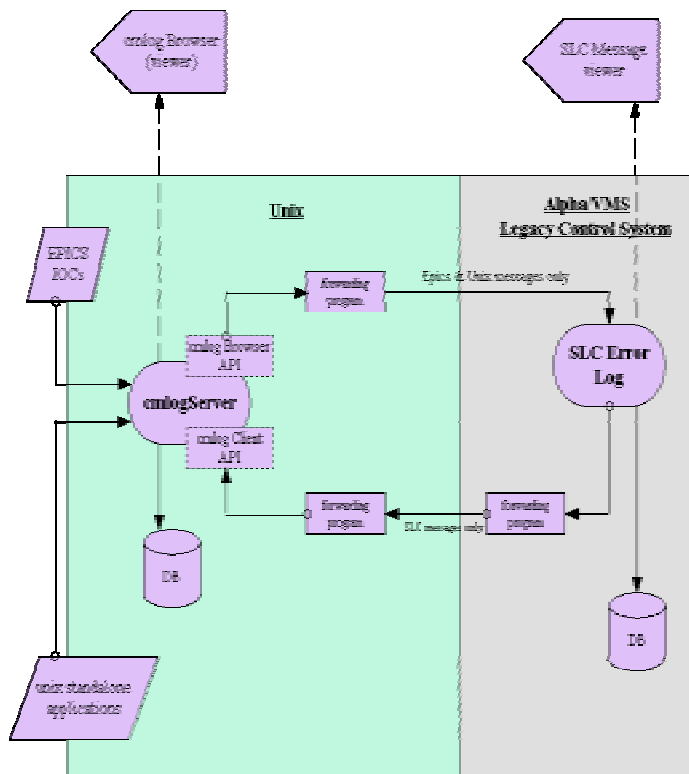 cmlog Browser
(viewer)
SLC Message
viewer
Unix
Alpha/VMS
Legacy Control System
EPICS
IOCs
forwarding
program
Epics & Unix messages only
cmlog Browser
API
SLC Error
Log
cmlogServer
cmlog Client
API
forwarding
program
SLC messages only
forwarding
program
DB
DB
unix standalone
applications